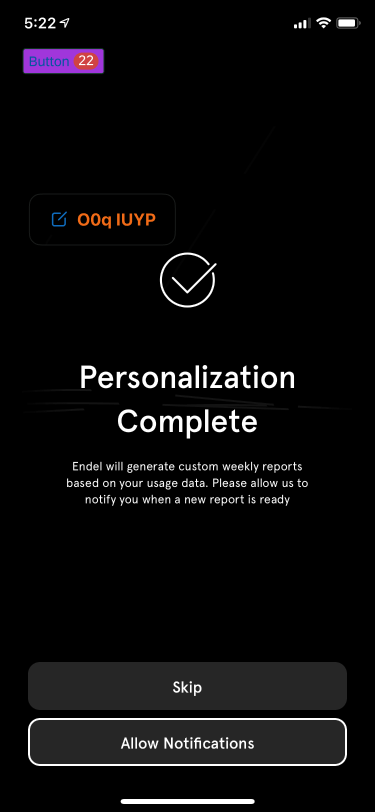 5:22
Button 22
O0q IUYP
Personalization
Complete
Endel will generate custom weekly reports
based on your usage data. Please allow us to
notify you when a new report is ready
Skip
Allow Notifications